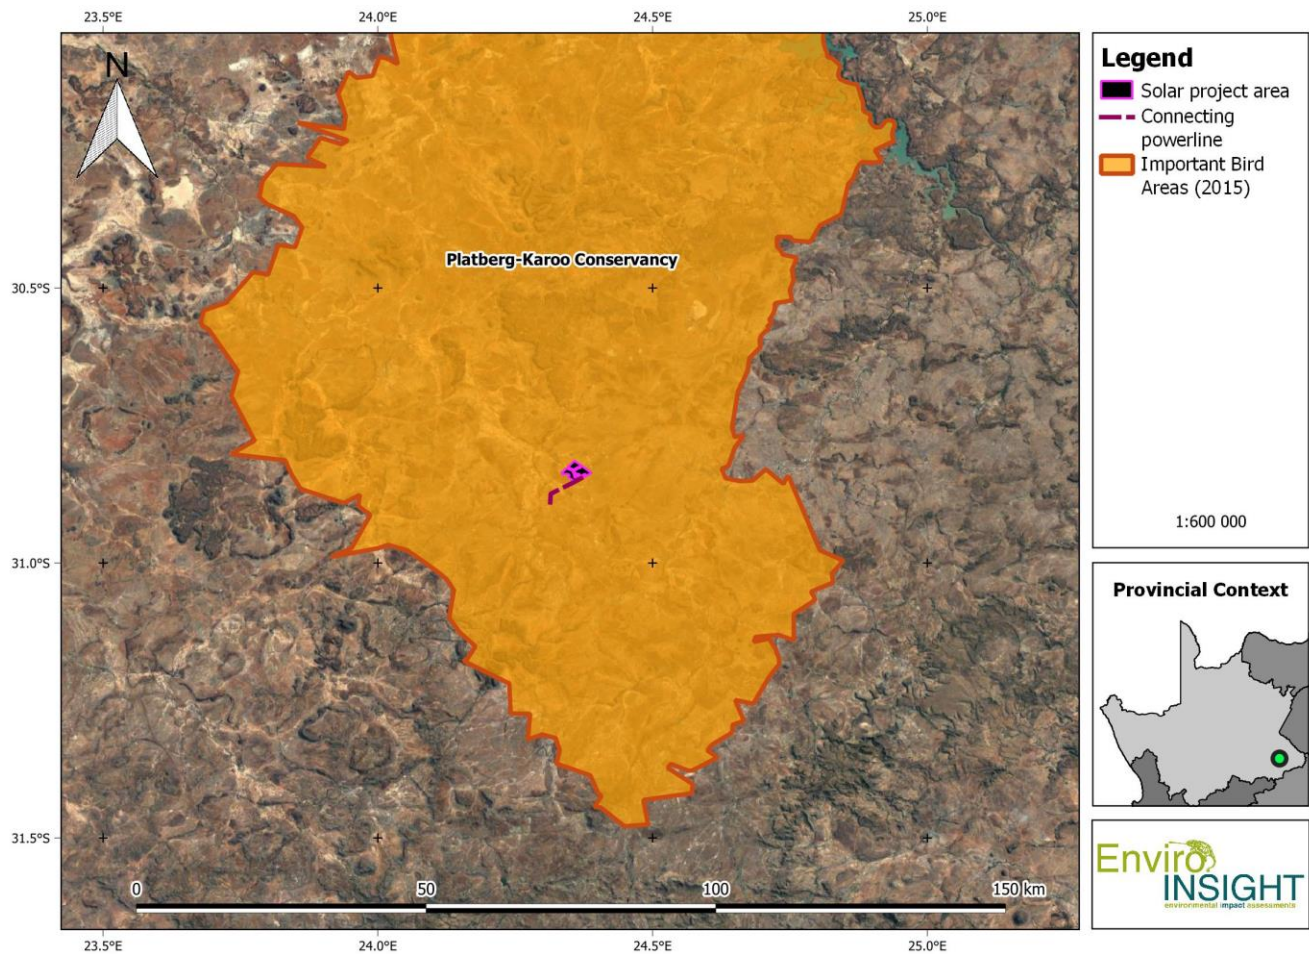 23.5°E 24.0°E 24.5°E 25.0°E
N
Platberg-Karoo Conservancy
30.5°S
31.0°S
31.5°S
0 50 100 150 km
23.5°E 24.0°E 24.5°E 25.0°E
Legend
Solar project area
Connecting
powerline
Important Bird
Areas (2015)
1:600 000
Provincial Context
Enviro
INSIGHT
environmental impact assessments